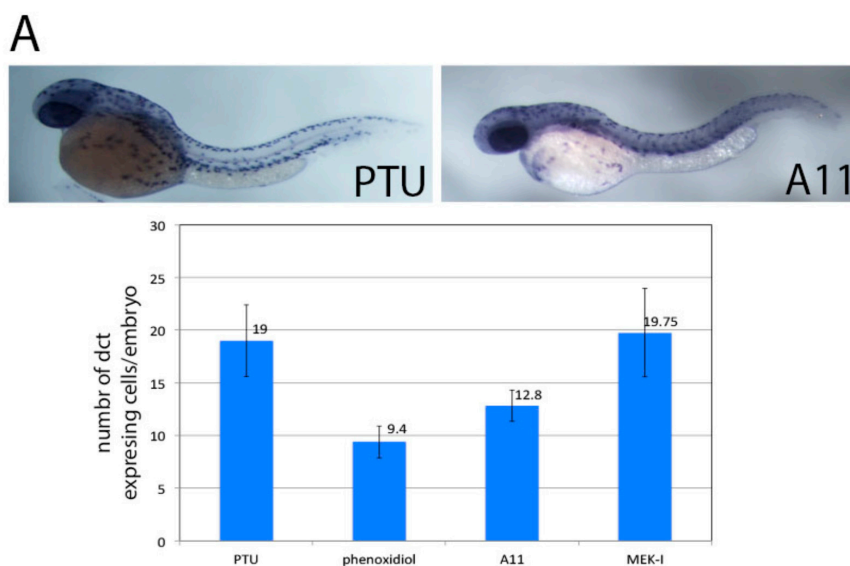 A
PTU
A11
numbr of dct
expresing cells/embryo
30
25
20
15
10
5
0
19
9.4
12.8
19.75
PTU
phenoxidiol
A11
MEK-I